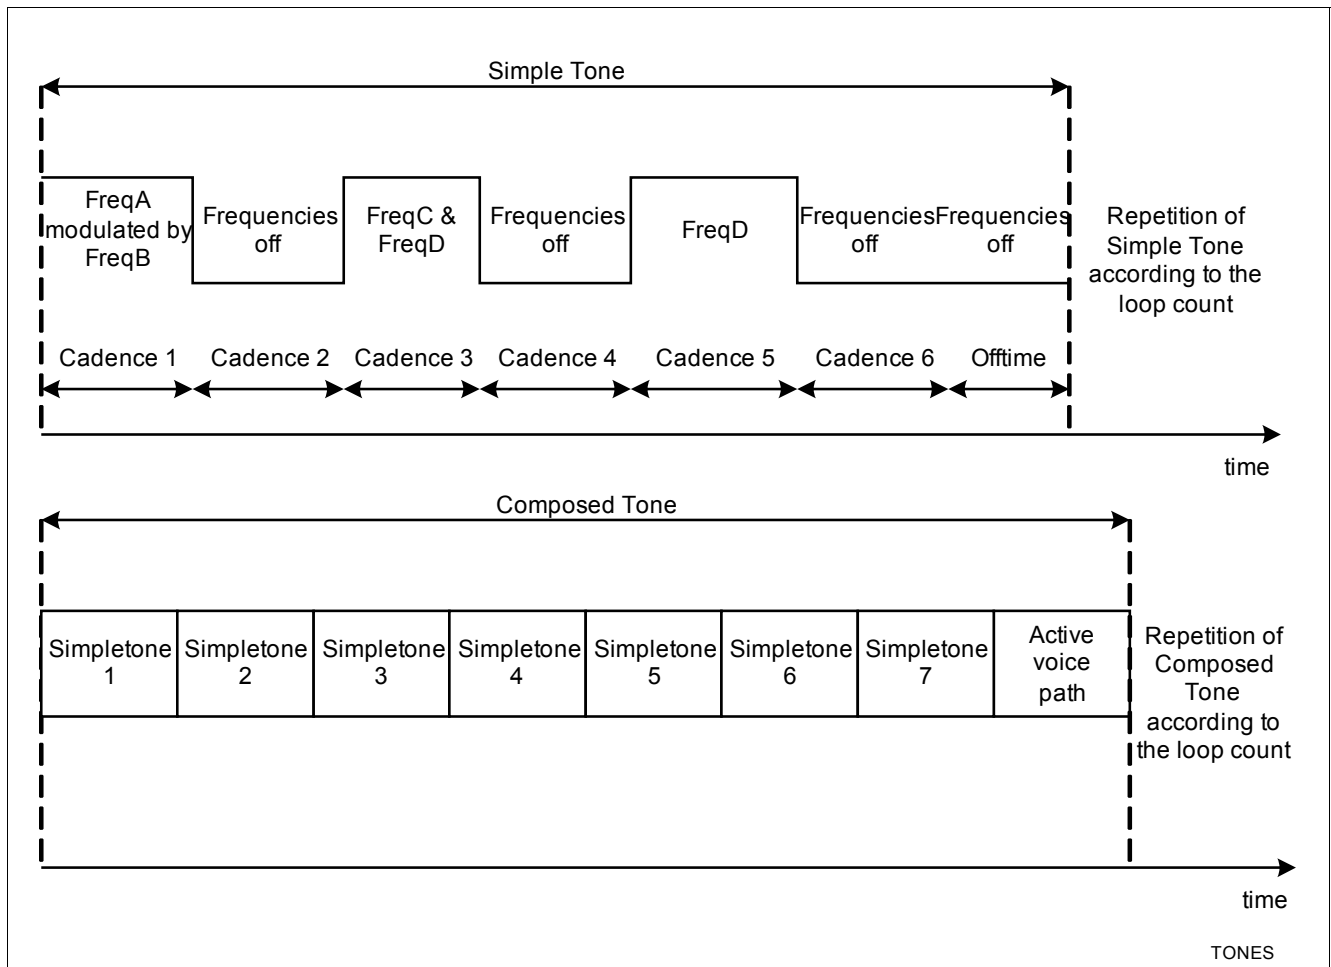 Simple Tone
FreqA
modulated by
FreqB
Frequencies
off
FreqC &
FreqD
Frequencies
off
FreqD
Frequencies
off
Frequencies
off
Repetition of
Simple Tone
according to the
loop count
Cadence 1
Cadence 2
Cadence 3
Cadence 4
Cadence 5
Cadence 6
Offtime
time
Composed Tone
Simpletone
1
Simpletone
2
Simpletone
3
Simpletone
4
Simpletone
5
Simpletone
6
Simpletone
7
Active
voice
path
Repetition of
Composed
Tone
according to
the loop count
time
TONES